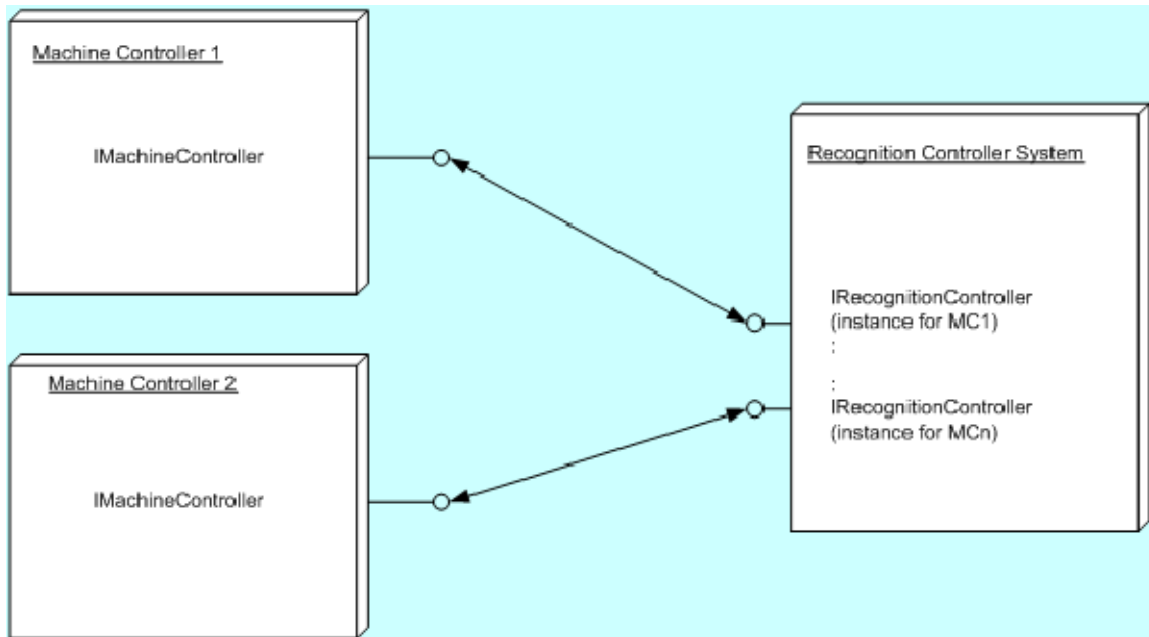 Machine Controller 1
IMachineController
Recognition Controller System
IRecognitionController
(instance for MC1)
:
:
IRecognitionController
(instance for MCn)
Machine Controller 2
IMachineController